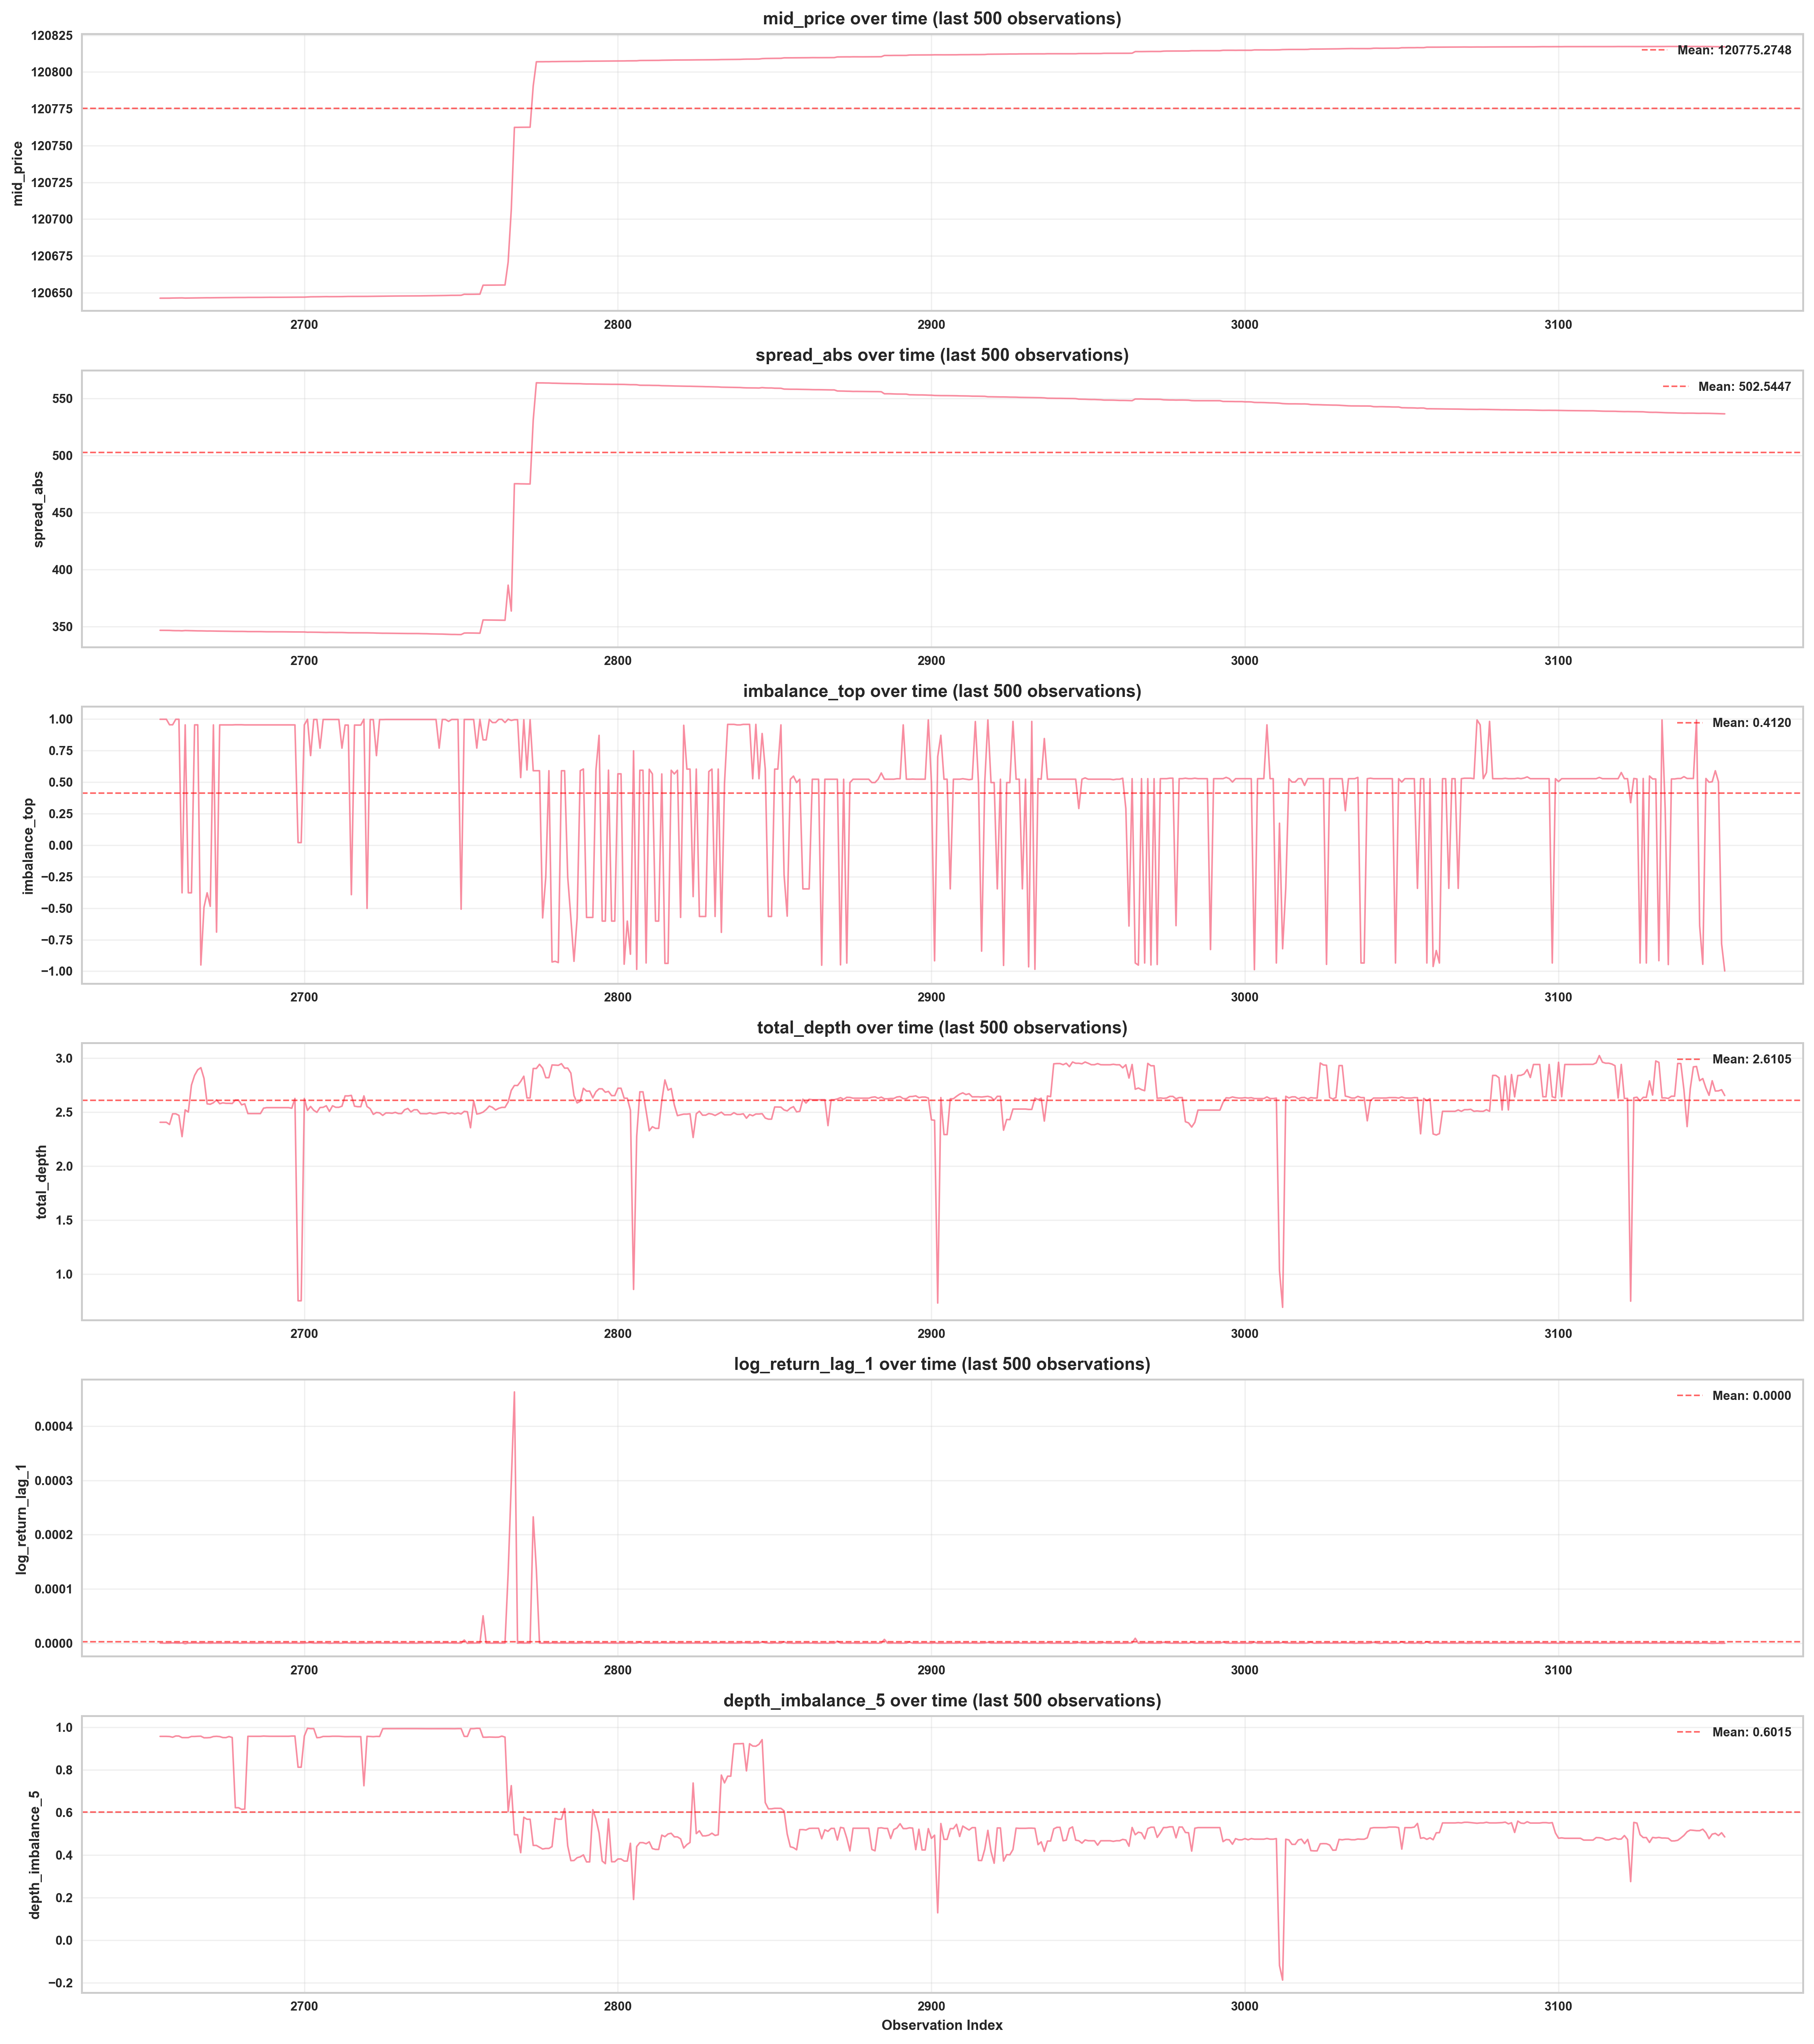 mid_price over time (last 500 observations)
120825
120800
120775
120750
120725
120700
120675
120650
mid_price
Mean: 120775.2748
2700 2800 2900 3000 3100
spread_abs over time (last 500 observations)
550
500
450
400
350
spread_abs
Mean: 502.5447
2700 2800 2900 3000 3100
imbalance_top over time (last 500 observations)
1.00
0.75
0.50
0.25
0.00
−0.25
−0.50
−0.75
−1.00
imbalance_top
Mean: 0.4120
2700 2800 2900 3000 3100
total_depth over time (last 500 observations)
3.0
2.5
2.0
1.5
1.0
total_depth
Mean: 2.6105
2700 2800 2900 3000 3100
log_return_lag_1 over time (last 500 observations)
0.0004
0.0003
0.0002
0.0001
0.0000
log_return_lag_1
Mean: 0.0000
2700 2800 2900 3000 3100
depth_imbalance_5 over time (last 500 observations)
1.0
0.8
0.6
0.4
0.2
0.0
−0.2
depth_imbalance_5
Mean: 0.6015
2700 2800 2900 3000 3100
Observation Index